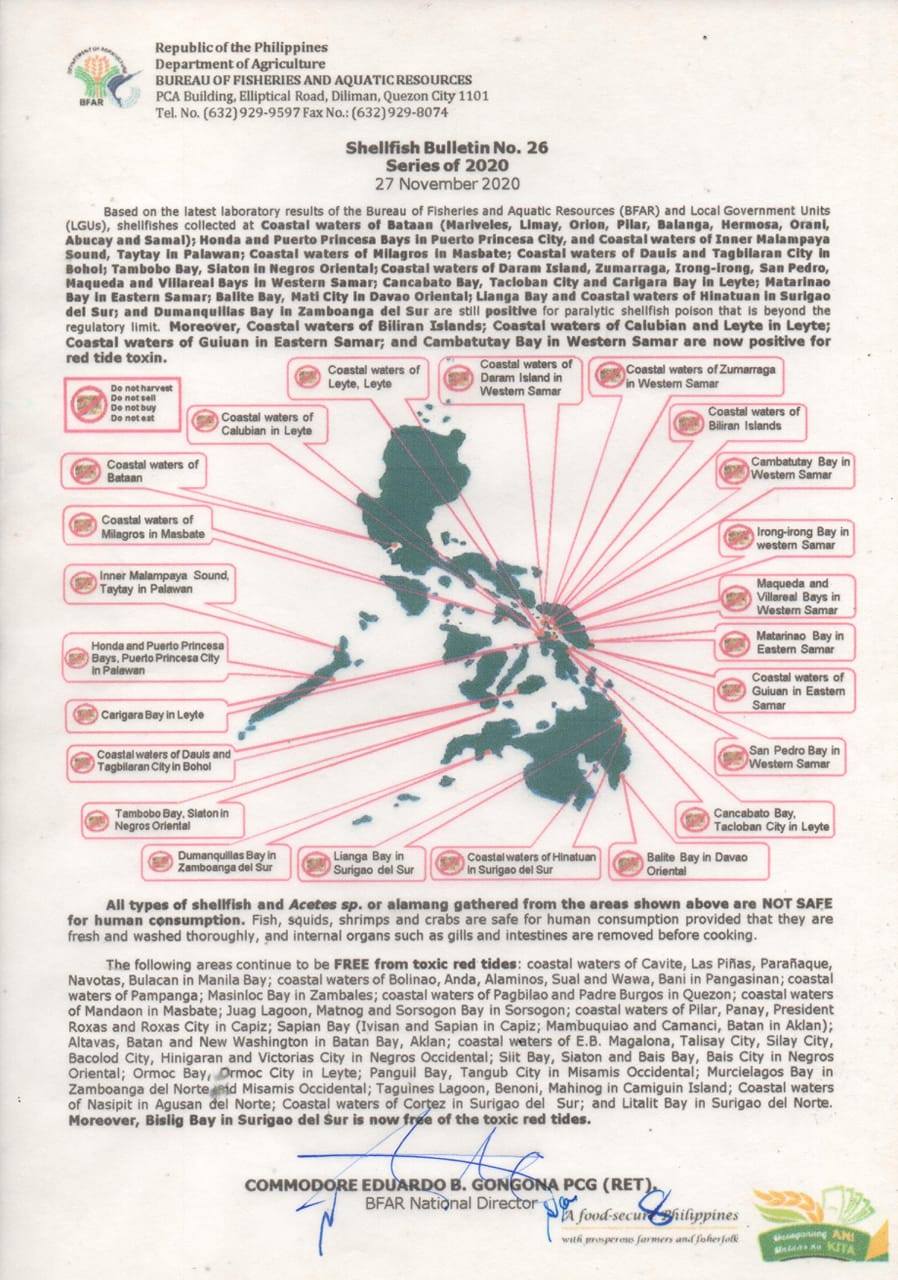 DEPARTMENT OF AGRICULTURE
BFAR
Republic of the Philippines
Department of Agriculture
BUREAU OF FISHERIES AND AQUATIC RESOURCES
PCA Building, Elliptical Road, Diliman, Quezon City 1101
Tel. No. (632) 929-9597 Fax No.: (632) 929-8074
Shellfish Bulletin No. 26
Series of 2020
27 November 2020
Based on the latest laboratory results of the Bureau of Fisheries and Aquatic Resources (BFAR) and Local Government Units
(LGUs), shellfishes collected at Coastal waters of Bataan (Mariveles, Limay, Orion, Pilar, Balanga, Hermosa, Orani,
Abucay and Samal); Honda and Puerto Princesa Bays in Puerto Princesa City, and Coastal waters of Inner Malampaya
Sound, Taytay in Palawan; Coastal waters of Milagros in Masbate; Coastal waters of Dauis and Tagbilaran City in
Bohol; Tambobo Bay, Siaton in Negros Oriental; Coastal waters of Daram Island, Zumarraga, Irong-irong, San Pedro,
Maqueda and Villareal Bays in Western Samar; Cancabato Bay, Tacloban City and Carigara Bay in Leyte; Matarinao
Bay in Eastern Samar; Balite Bay, Mati City in Davao Oriental; Lianga Bay and Coastal waters of Hinatuan in Surigao
del Sur; and Dumanquillas Bay in Zamboanga del Sur are still positive for paralytic shellfish poison that is beyond the
regulatory limit. Moreover, Coastal waters of Biliran Islands; Coastal waters of Calubian and Leyte in Leyte;
Coastal waters of Guiuan in Eastern Samar; and Cambatutay Bay in Western Samar are now positive for
red tide toxin.
Do not harvest
Do not sell
Do not buy
Do not eat
Coastal waters of
Leyte, Leyte
Coastal waters of
Daram Island in
Western Samar
Coastal waters of Zumarraga
in Western Samar
Coastal waters of
Calubian in Leyte
Coastal waters of
Biliran Islands
Coastal waters of
Bataan
Cambatutay Bay in
Western Samar
Coastal waters of
Milagros in Masbate
Irong-irong Bay in
western Samar
Inner Malampaya Sound,
Taytay in Palawan
Maqueda and
Villareal Bays in
Western Samar
Honda and Puerto Princesa
Bays, Puerto Princesa City
in Palawan
Matarinao Bay in
Eastern Samar
Carigara Bay in Leyte
Coastal waters of
Guiuan in Eastern
Samar
Coastal waters of Dauis and
Tagbilaran City in Bohol
San Pedro Bay in
Western Samar
Tambobo Bay, Siaton in
Negros Oriental
Cancabato Bay,
Tacloban City in Leyte
Dumanquillas Bay in
Zamboanga del Sur
Lianga Bay in
Surigao del Sur
Coastal waters of Hinatuan
in Surigao del Sur
Balite Bay in Davao
Oriental
All types of shellfish and Acetes sp. or alamang gathered from the areas shown above are NOT SAFE
for human consumption. Fish, squids, shrimps and crabs are safe for human consumption provided that they are
fresh and washed thoroughly, and internal organs such as gills and intestines are removed before cooking.
The following areas continue to be FREE from toxic red tides: coastal waters of Cavite, Las Piñas, Parañaque,
Navotas, Bulacan in Manila Bay; coastal waters of Bolinao, Anda, Alaminos, Sual and Wawa, Bani in Pangasinan; coastal
waters of Pampanga; Masinloc Bay in Zambales; coastal waters of Pagbilao and Padre Burgos in Quezon; coastal waters
of Mandaon in Masbate; Juag Lagoon, Matnog and Sorsogon Bay in Sorsogon; coastal waters of Pilar, Panay, President
Roxas and Roxas City in Capiz; Sapian Bay (Ivisan and Sapian in Capiz; Mambuquiao and Camanci, Batan in Aklan);
Altavas, Batan and New Washington in Batan Bay, Aklan; coastal waters of E.B. Magalona, Talisay City, Silay City,
Bacolod City, Hinigaran and Victorias City in Negros Occidental; Siit Bay, Siaton and Bais Bay, Bais City in Negros
Oriental; Ormoc Bay, Ormoc City in Leyte; Panguil Bay, Tangub City in Misamis Occidental; Murcielagos Bay in
Zamboanga del Norte and Misamis Occidental; Taguines Lagoon, Benoni, Mahinog in Camiguin Island; Coastal waters
of Nasipit in Agusan del Norte; Coastal waters of Cortez in Surigao del Sur; and Litalit Bay in Surigao del Norte.
Moreover, Bislig Bay in Surigao del Sur is now free of the toxic red tides.
COMMODORE EDUARDO B. GONGONA PCG (RET).
BFAR National Director
A food-secure Philippines
with prosperous farmers and fisherfolk
ANI
KITA